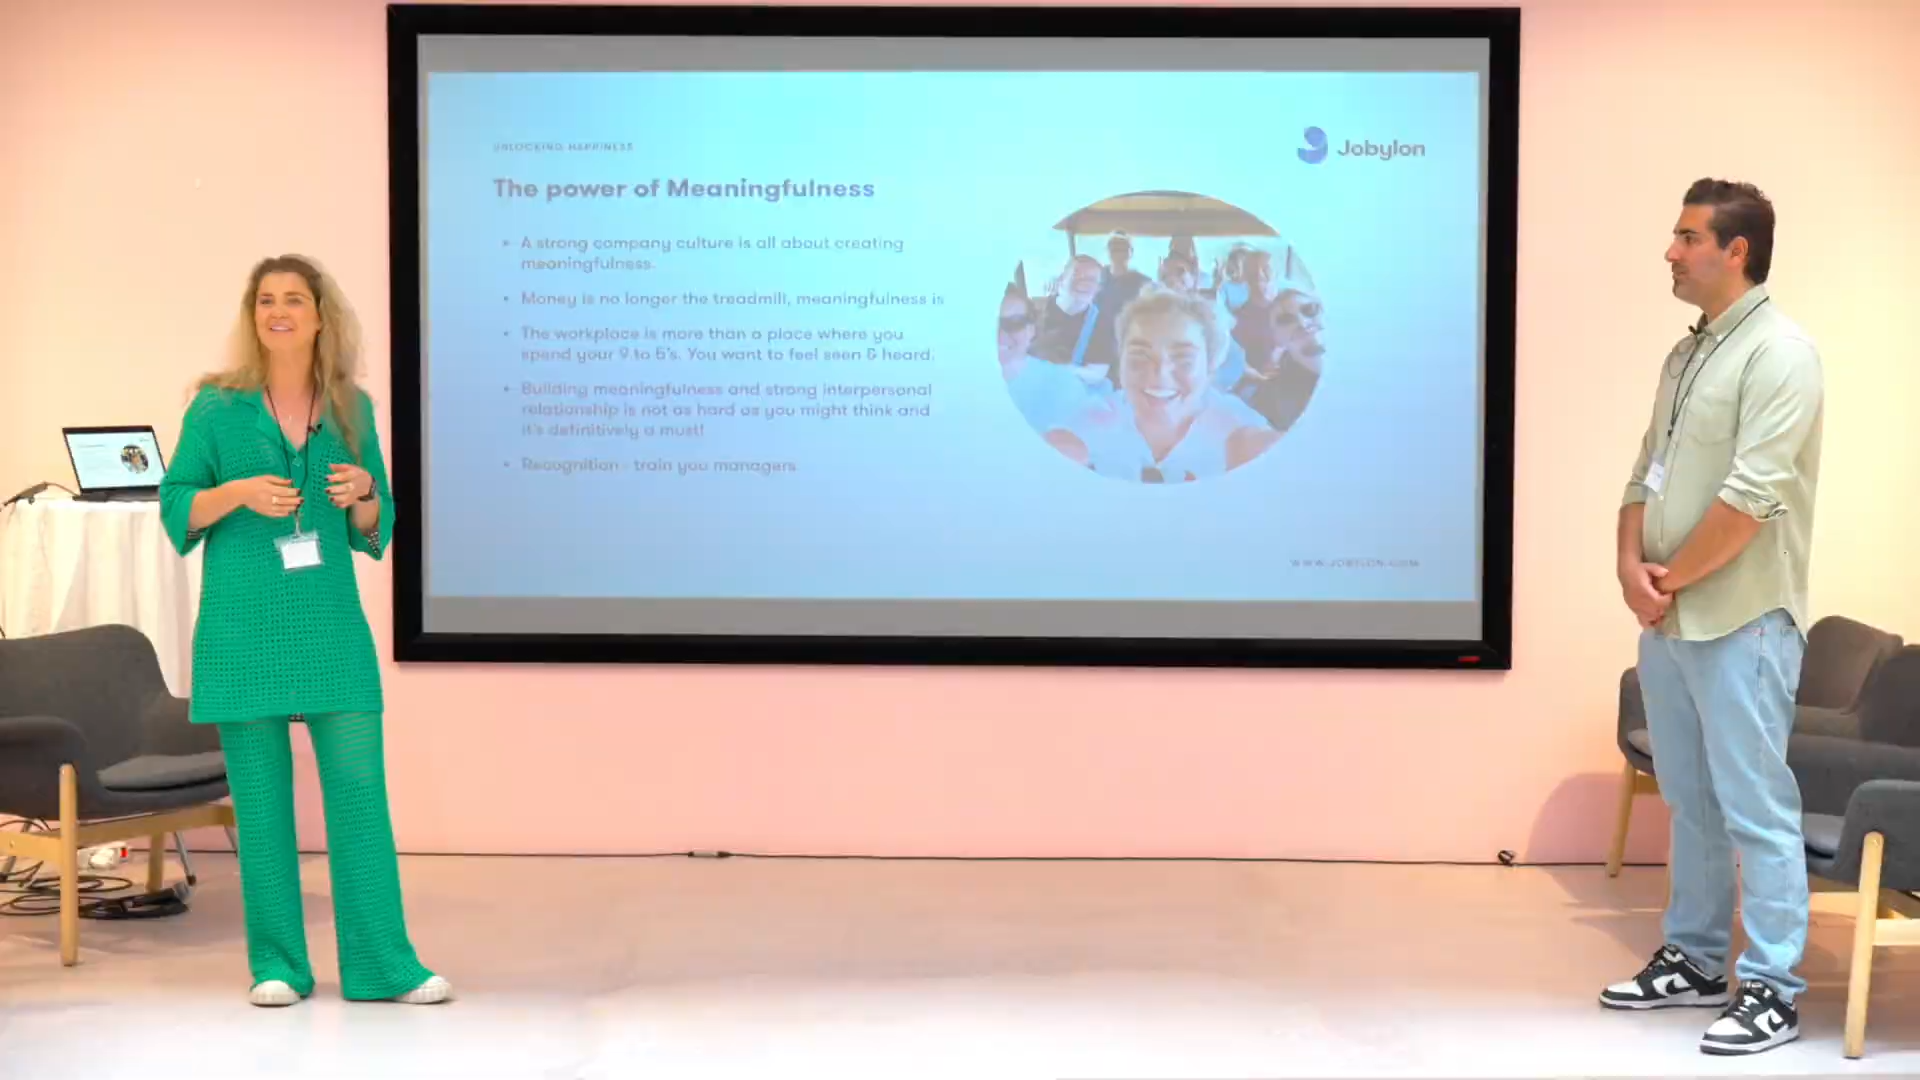 UNLOCKING HAPPINESS
Jobylon
The power of Meaningfulness
• A strong company culture is all about creating
meaningfulness.
• Money is no longer the treadmill, meaningfulness is
• The workplace is more than a place where you
spend your 9 to 5's. You want to feel seen & heard.
• Building meaningfulness and strong interpersonal
relationship is not as hard as you might think and
it's definitively a must!
• Recognition - train you managers
WWW.JOBYLON.COM